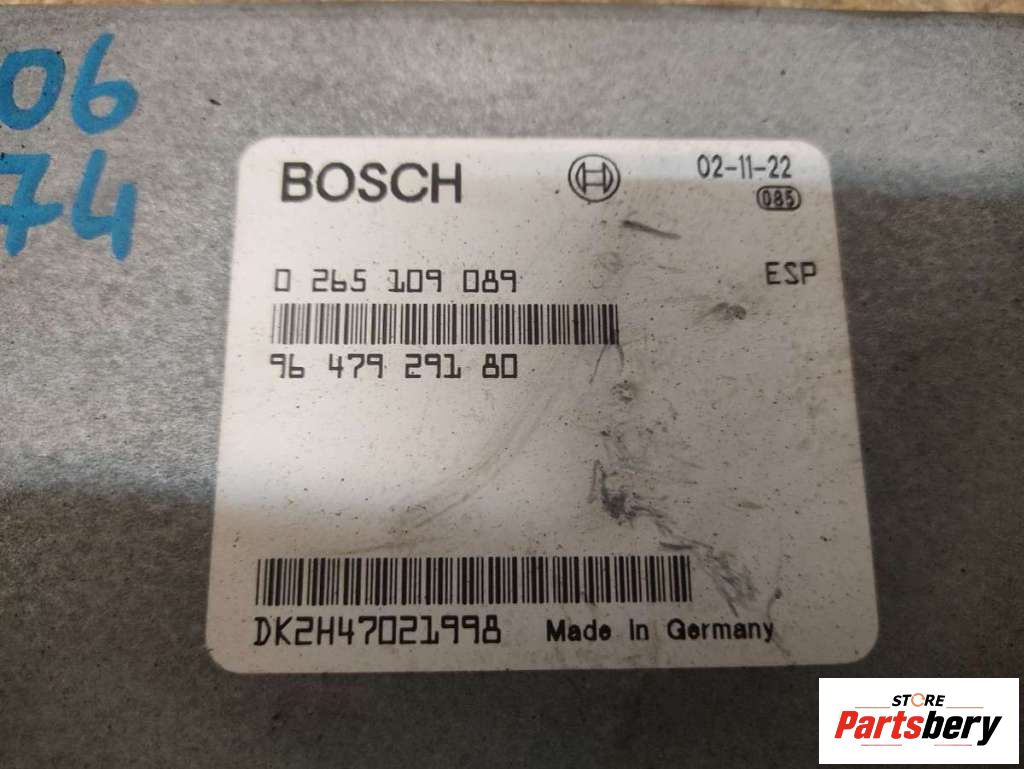 06
74
BOSCH
02-11-22
085
0 265 109 089
ESP
96 479 291 80
DK2H47021998
Made in Germany
STORE
Partsbery